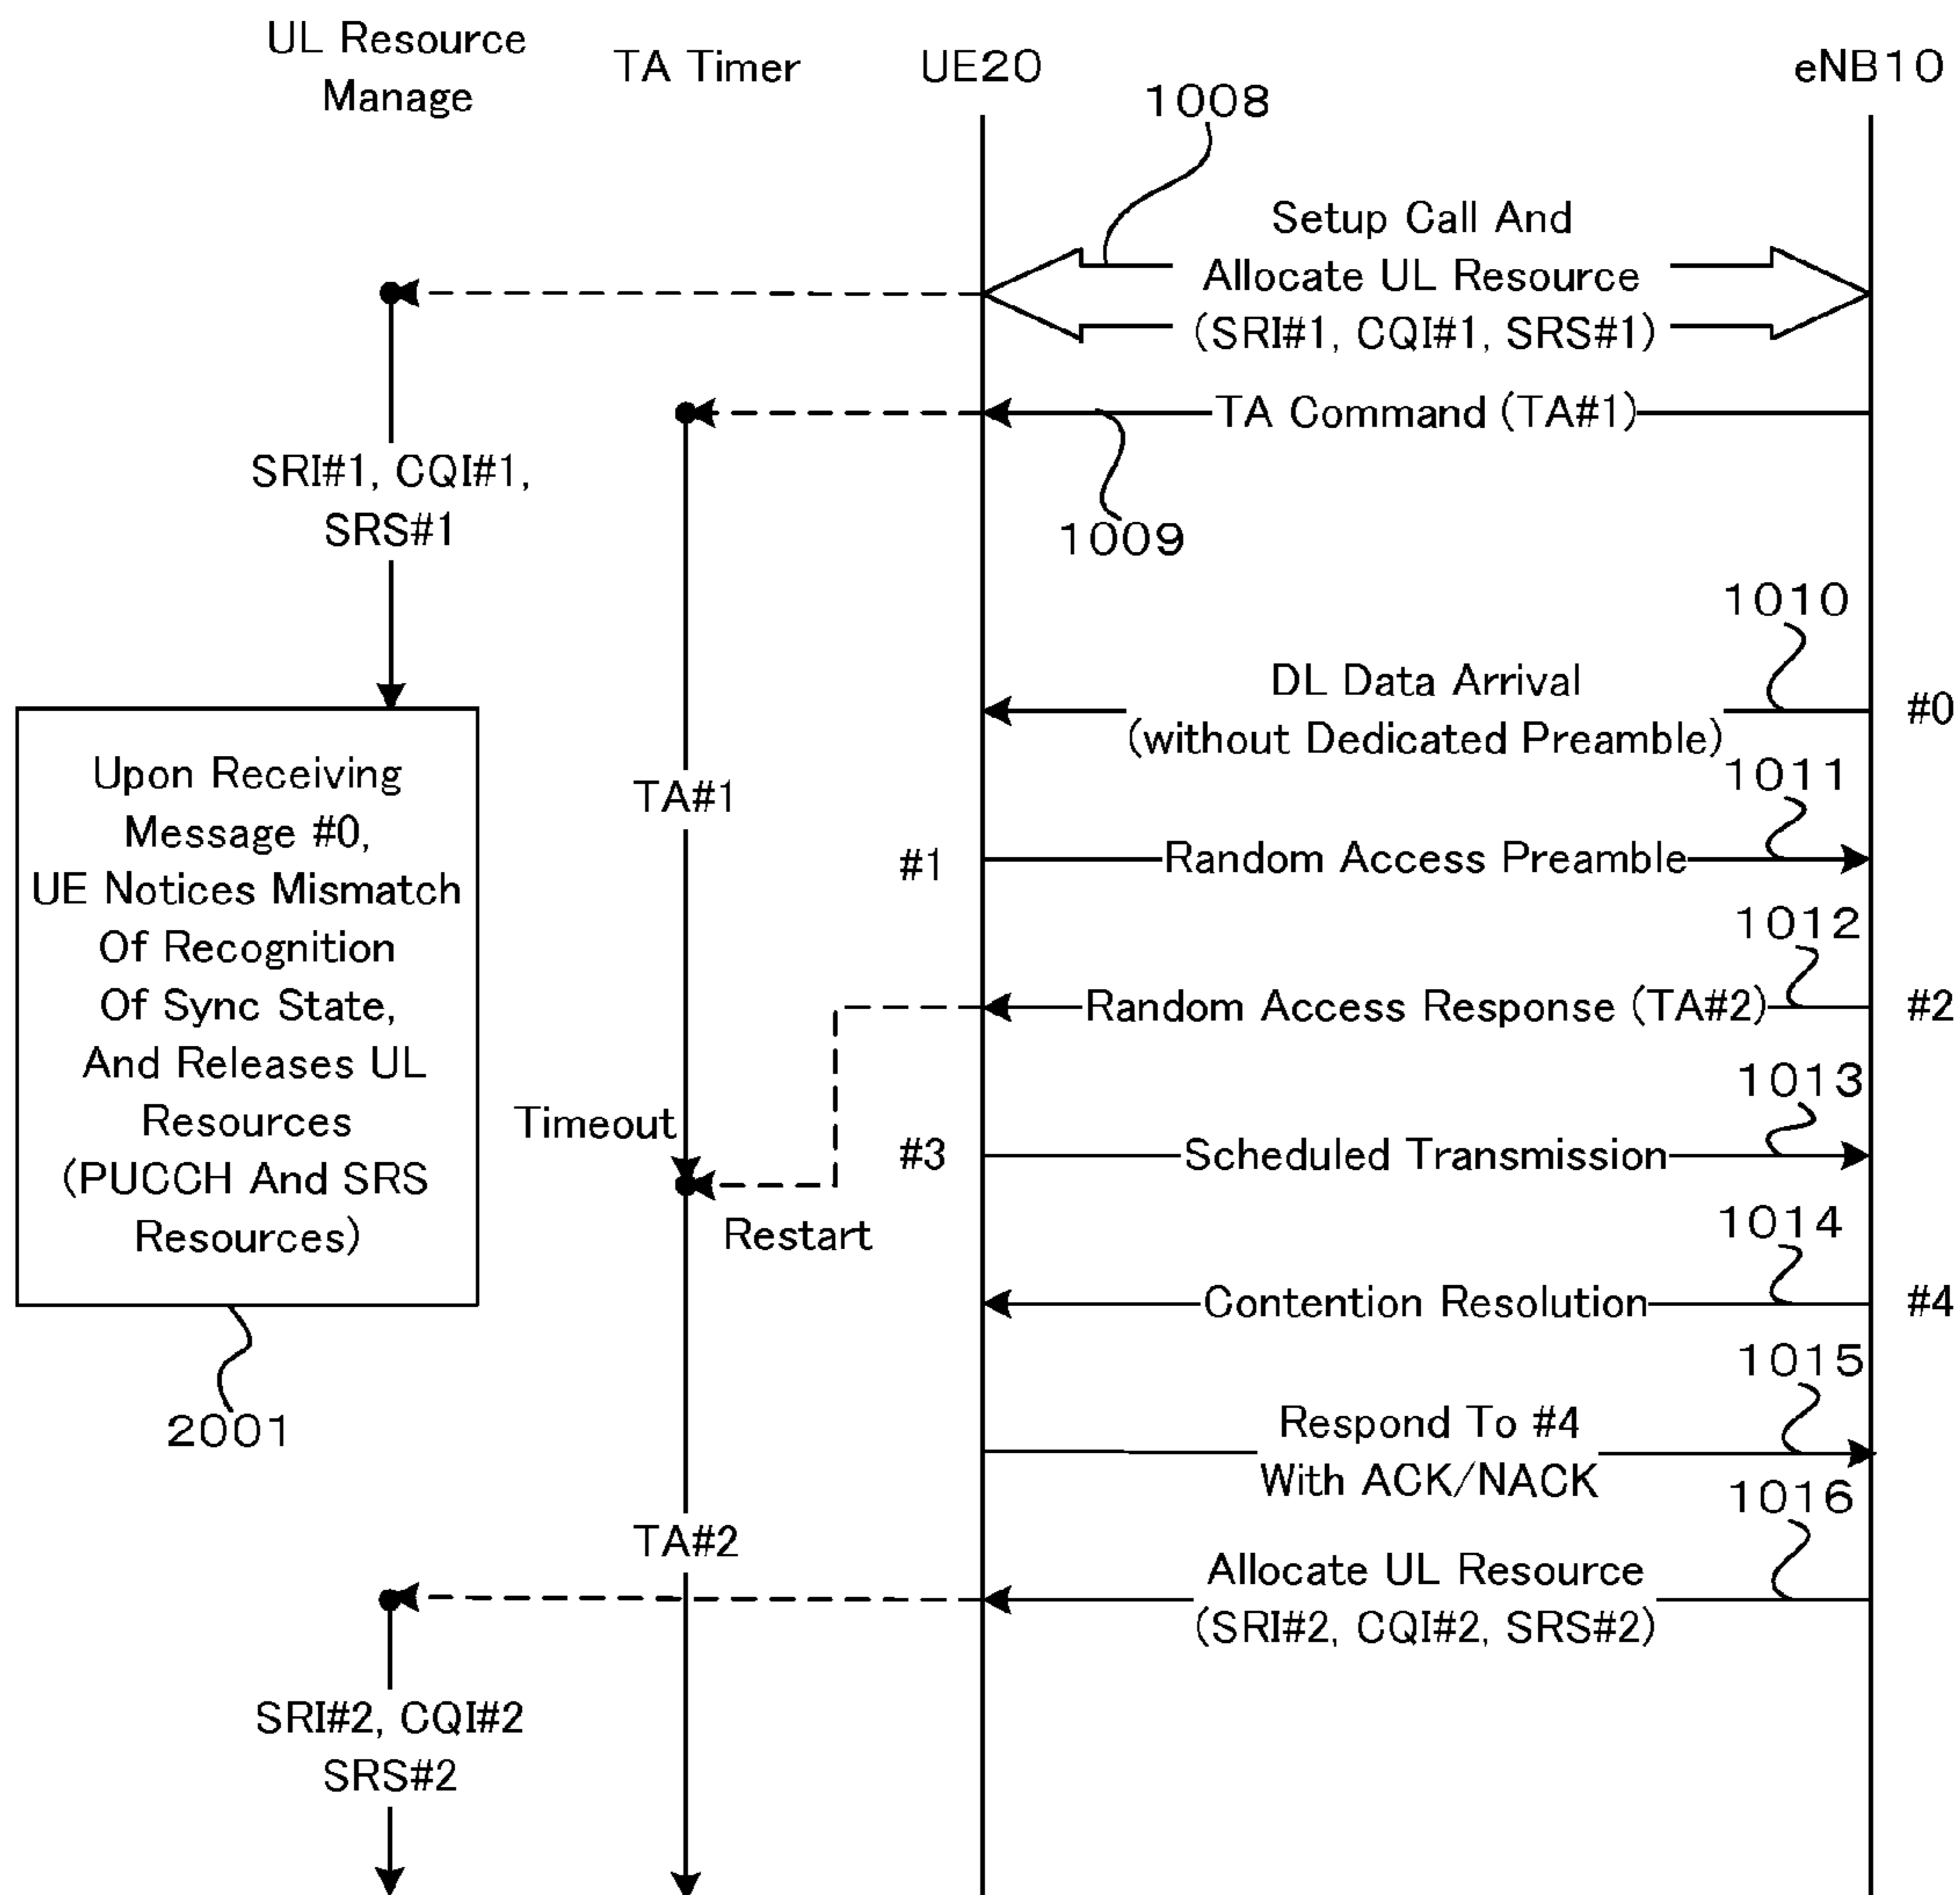 UL Resource
Manage
TA Timer
UE20
eNB10
1008
Setup Call And
Allocate UL Resource
(SRI#1, CQI#1, SRS#1)
TA Command (TA#1)
SRI#1, CQI#1,
SRS#1
1009
1010
DL Data Arrival
(without Dedicated Preamble)
#0
Upon Receiving
Message #0,
UE Notices Mismatch
Of Recognition
Of Sync State,
And Releases UL
Resources
(PUCCH And SRS
Resources)
2001
TA#1
1011
#1
Random Access Preamble
1012
Random Access Response (TA#2)
#2
1013
Timeout
#3
Scheduled Transmission
Restart
1014
Contention Resolution
#4
1015
Respond To #4
With ACK/NACK
1016
TA#2
Allocate UL Resource
(SRI#2, CQI#2, SRS#2)
SRI#2, CQI#2
SRS#2